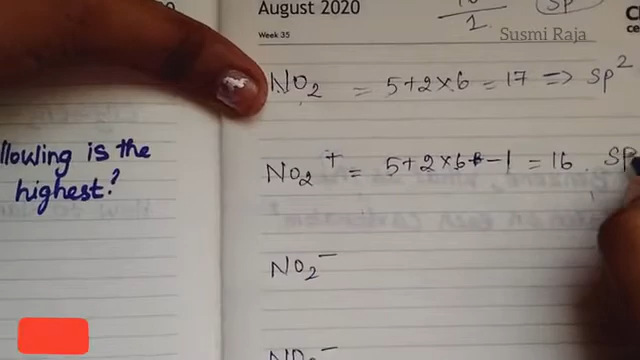 August 2020
Week 35
1
sp
Susmi Raja
NO₂ = 5+2×6 = 17 ⇒ sp²
NO₂⁺ = 5+2×6-1 = 16 SP
NO₂⁻
llowling is the
highest?